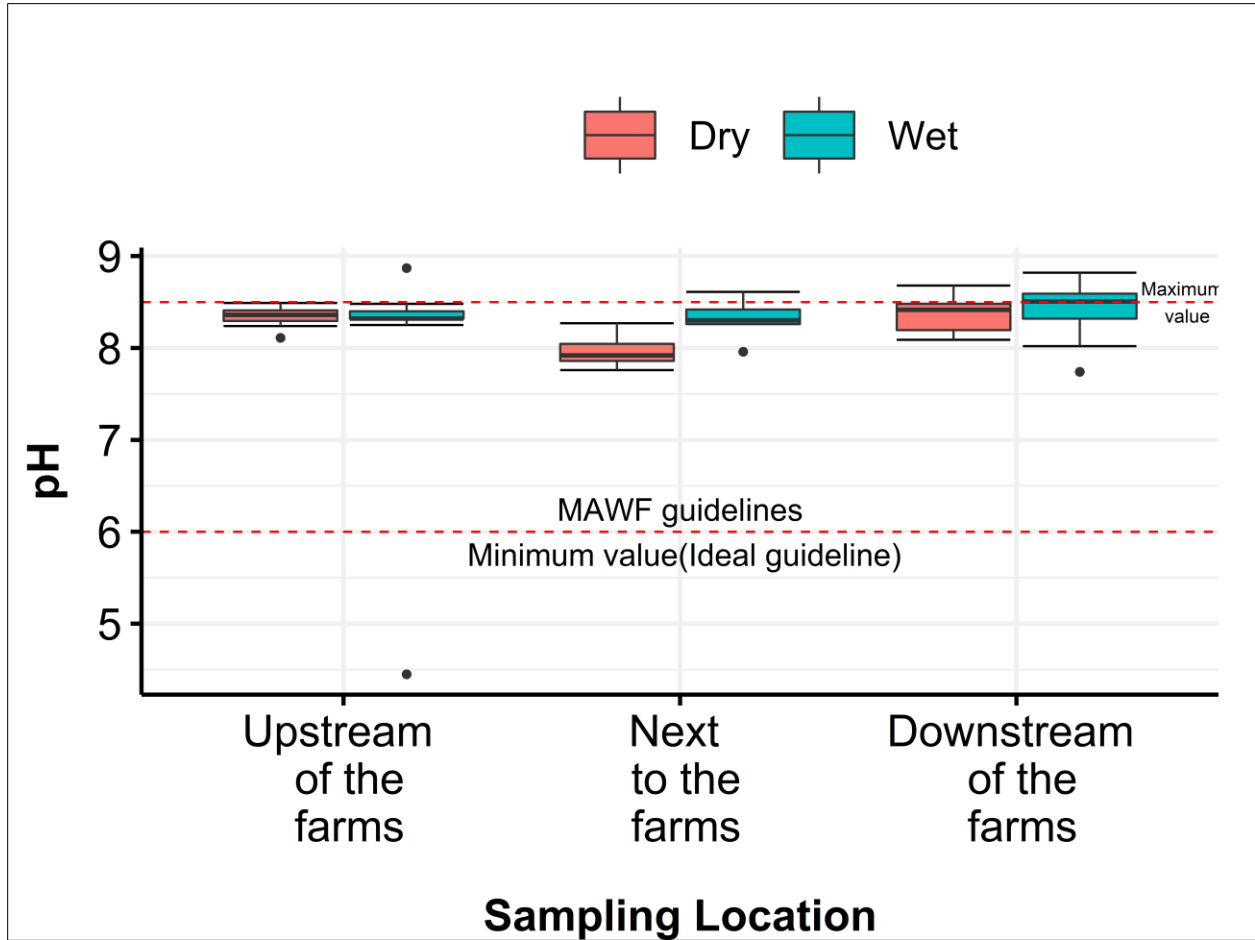 Dry Wet
9
Maximum
value
8
7
pH
MAWF guidelines
6
Minimum value(Ideal guideline)
5
Upstream Next Downstream
of the to the of the
farms farms farms
Sampling Location